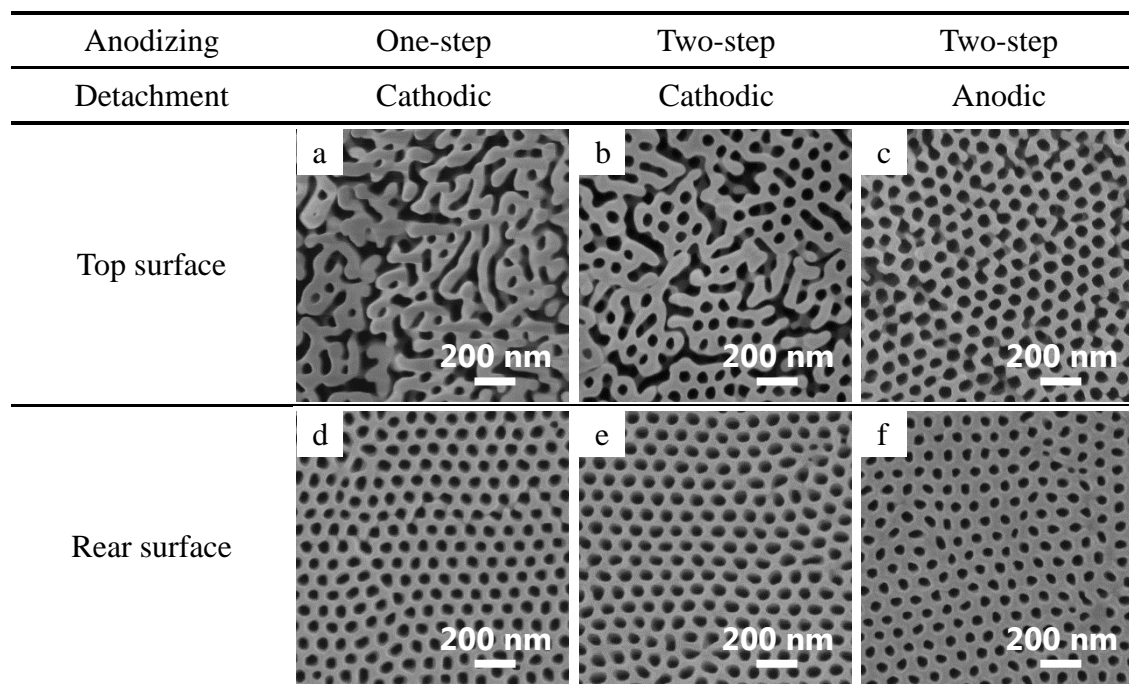 Anodizing One-step Two-step Two-step
Detachment Cathodic Cathodic Anodic
Top surface
a
200 nm
b
200 nm
c
200 nm
Rear surface
d
200 nm
e
200 nm
f
200 nm